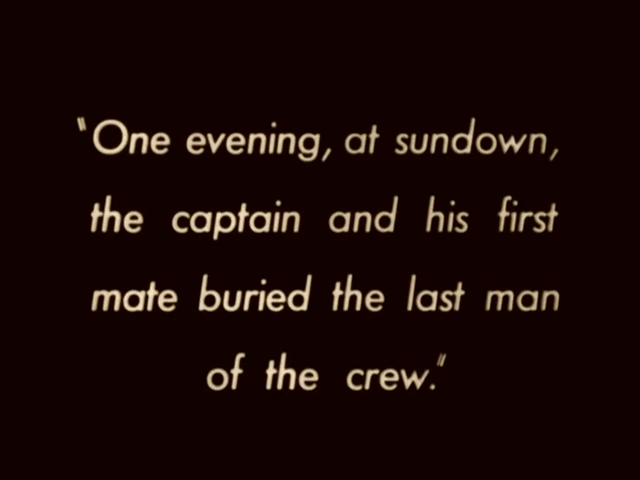 "One evening, at sundown,
the captain and his first
mate buried the last man
of the crew."